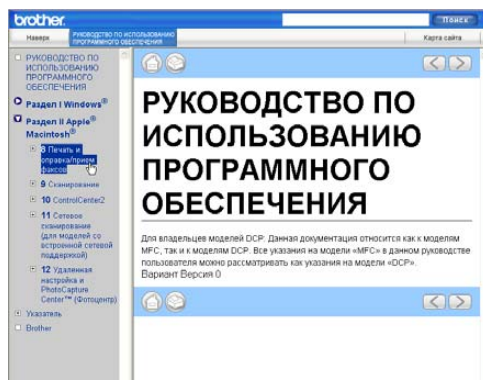 brother.
Поиск
Наверх
РУКОВОДСТВО ПО ИСПОЛЬЗОВАНИЮ
ПРОГРАММНОГО ОБЕСПЕЧЕНИЯ
Карта сайта
РУКОВОДСТВО ПО
ИСПОЛЬЗОВАНИЮ
ПРОГРАММНОГО
ОБЕСПЕЧЕНИЯ
Раздел I Windows®
Раздел II Apple®
Macintosh®
8 Печать и
оправка/прием
факсов
9 Сканирование
10 ControlCenter2
11 Сетевое
сканирование
(для моделей со
встроенной сетевой
поддержкой)
12 Удаленная
настройка и
PhotoCapture
Center™ (Фотоцентр)
Указатель
Brother
РУКОВОДСТВО ПО
ИСПОЛЬЗОВАНИЮ
ПРОГРАММНОГО
ОБЕСПЕЧЕНИЯ
Для владельцев моделей DCP: Данная документация относится как к моделям
MFC, так и к моделям DCP. Все указания на модели «MFC» в данном руководстве
пользователя можно рассматривать как указания на модели «DCP».
Вариант Версия 0